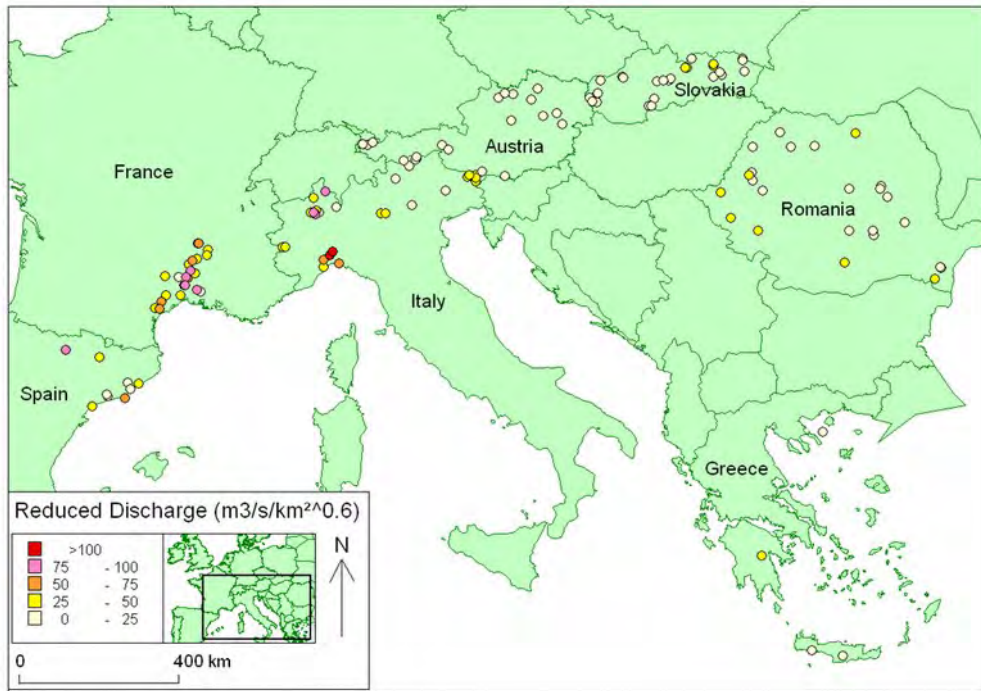 Slovakia
Austria
France
Romania
Italy
Spain
Greece
Reduced Discharge (m3/s/km²^0.6)
>100
75 - 100
50 - 75
25 - 50
0 - 25
N
0 400 km